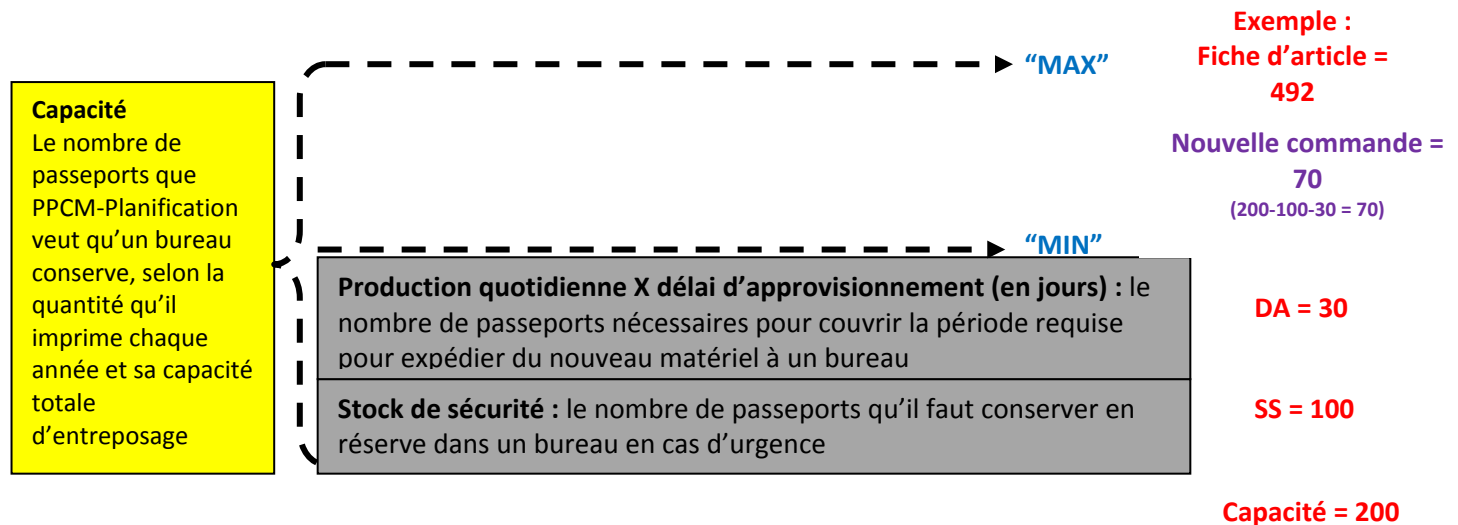 Capacité
Le nombre de
passeports que
PPCM-Planification
veut qu’un bureau
conserve, selon la
quantité qu’il
imprime chaque
année et sa capacité
totale
d’entreposage
“MAX”
“MIN”
Production quotidienne X délai d’approvisionnement (en jours) : le
nombre de passeports nécessaires pour couvrir la période requise
pour expédier du nouveau matériel à un bureau
Stock de sécurité : le nombre de passeports qu’il faut conserver en
réserve dans un bureau en cas d’urgence
Exemple :
Fiche d’article =
492
Nouvelle commande =
70
(200-100-30 = 70)
DA = 30
SS = 100
Capacité = 200